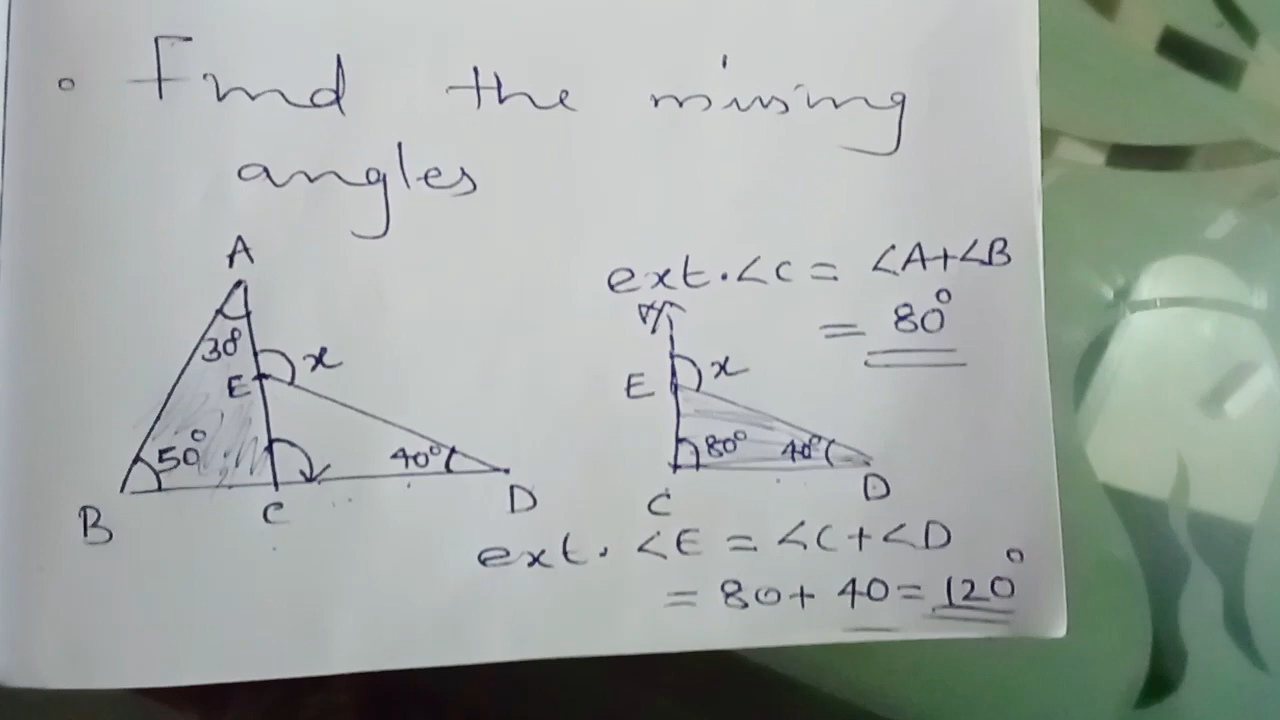 • Find the missing
angles
A
30°
E
x
50°
40°
B
C
D
ext. ∠C = ∠A+∠B
= 80°
E
x
80°
40°
C
D
ext. ∠E = ∠C+∠D
= 80+ 40 = 120°